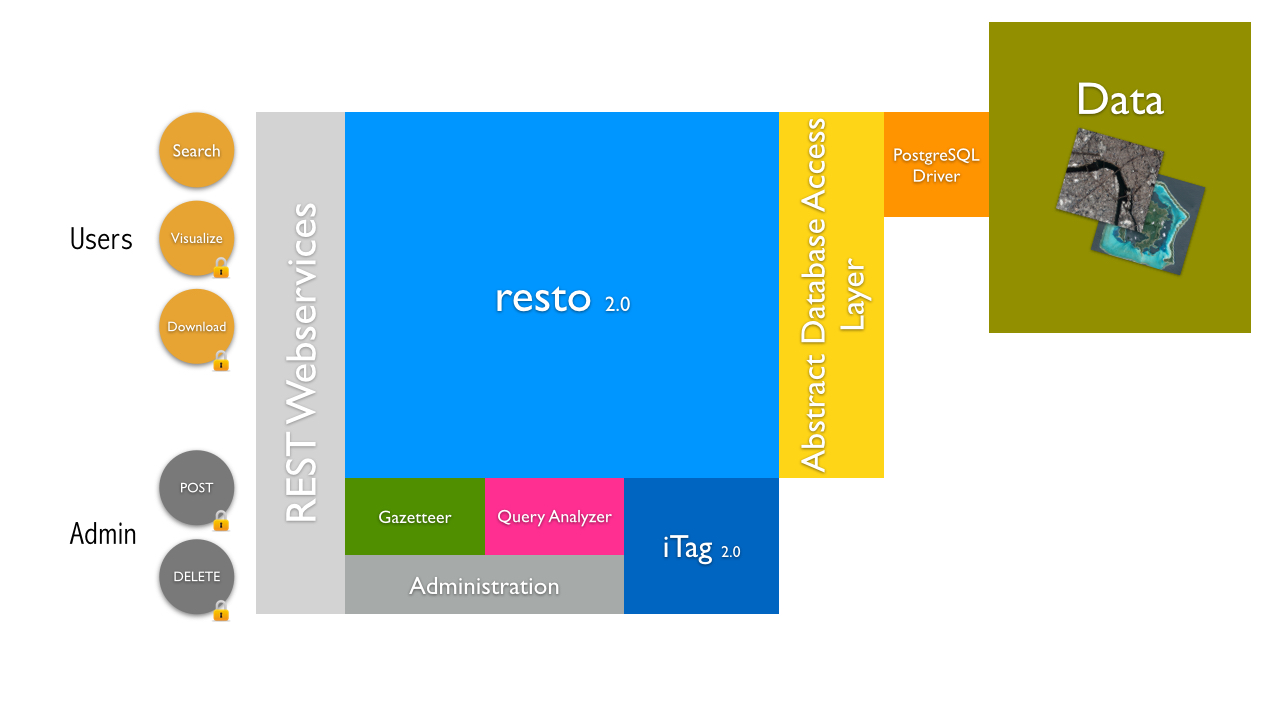 Data
Search
PostgreSQL
Driver
Users
Visualize
REST Webservices
resto 2.0
Abstract Database Access
Layer
Download
POST
Gazetteer
Query Analyzer
Admin
iTag 2.0
DELETE
Administration